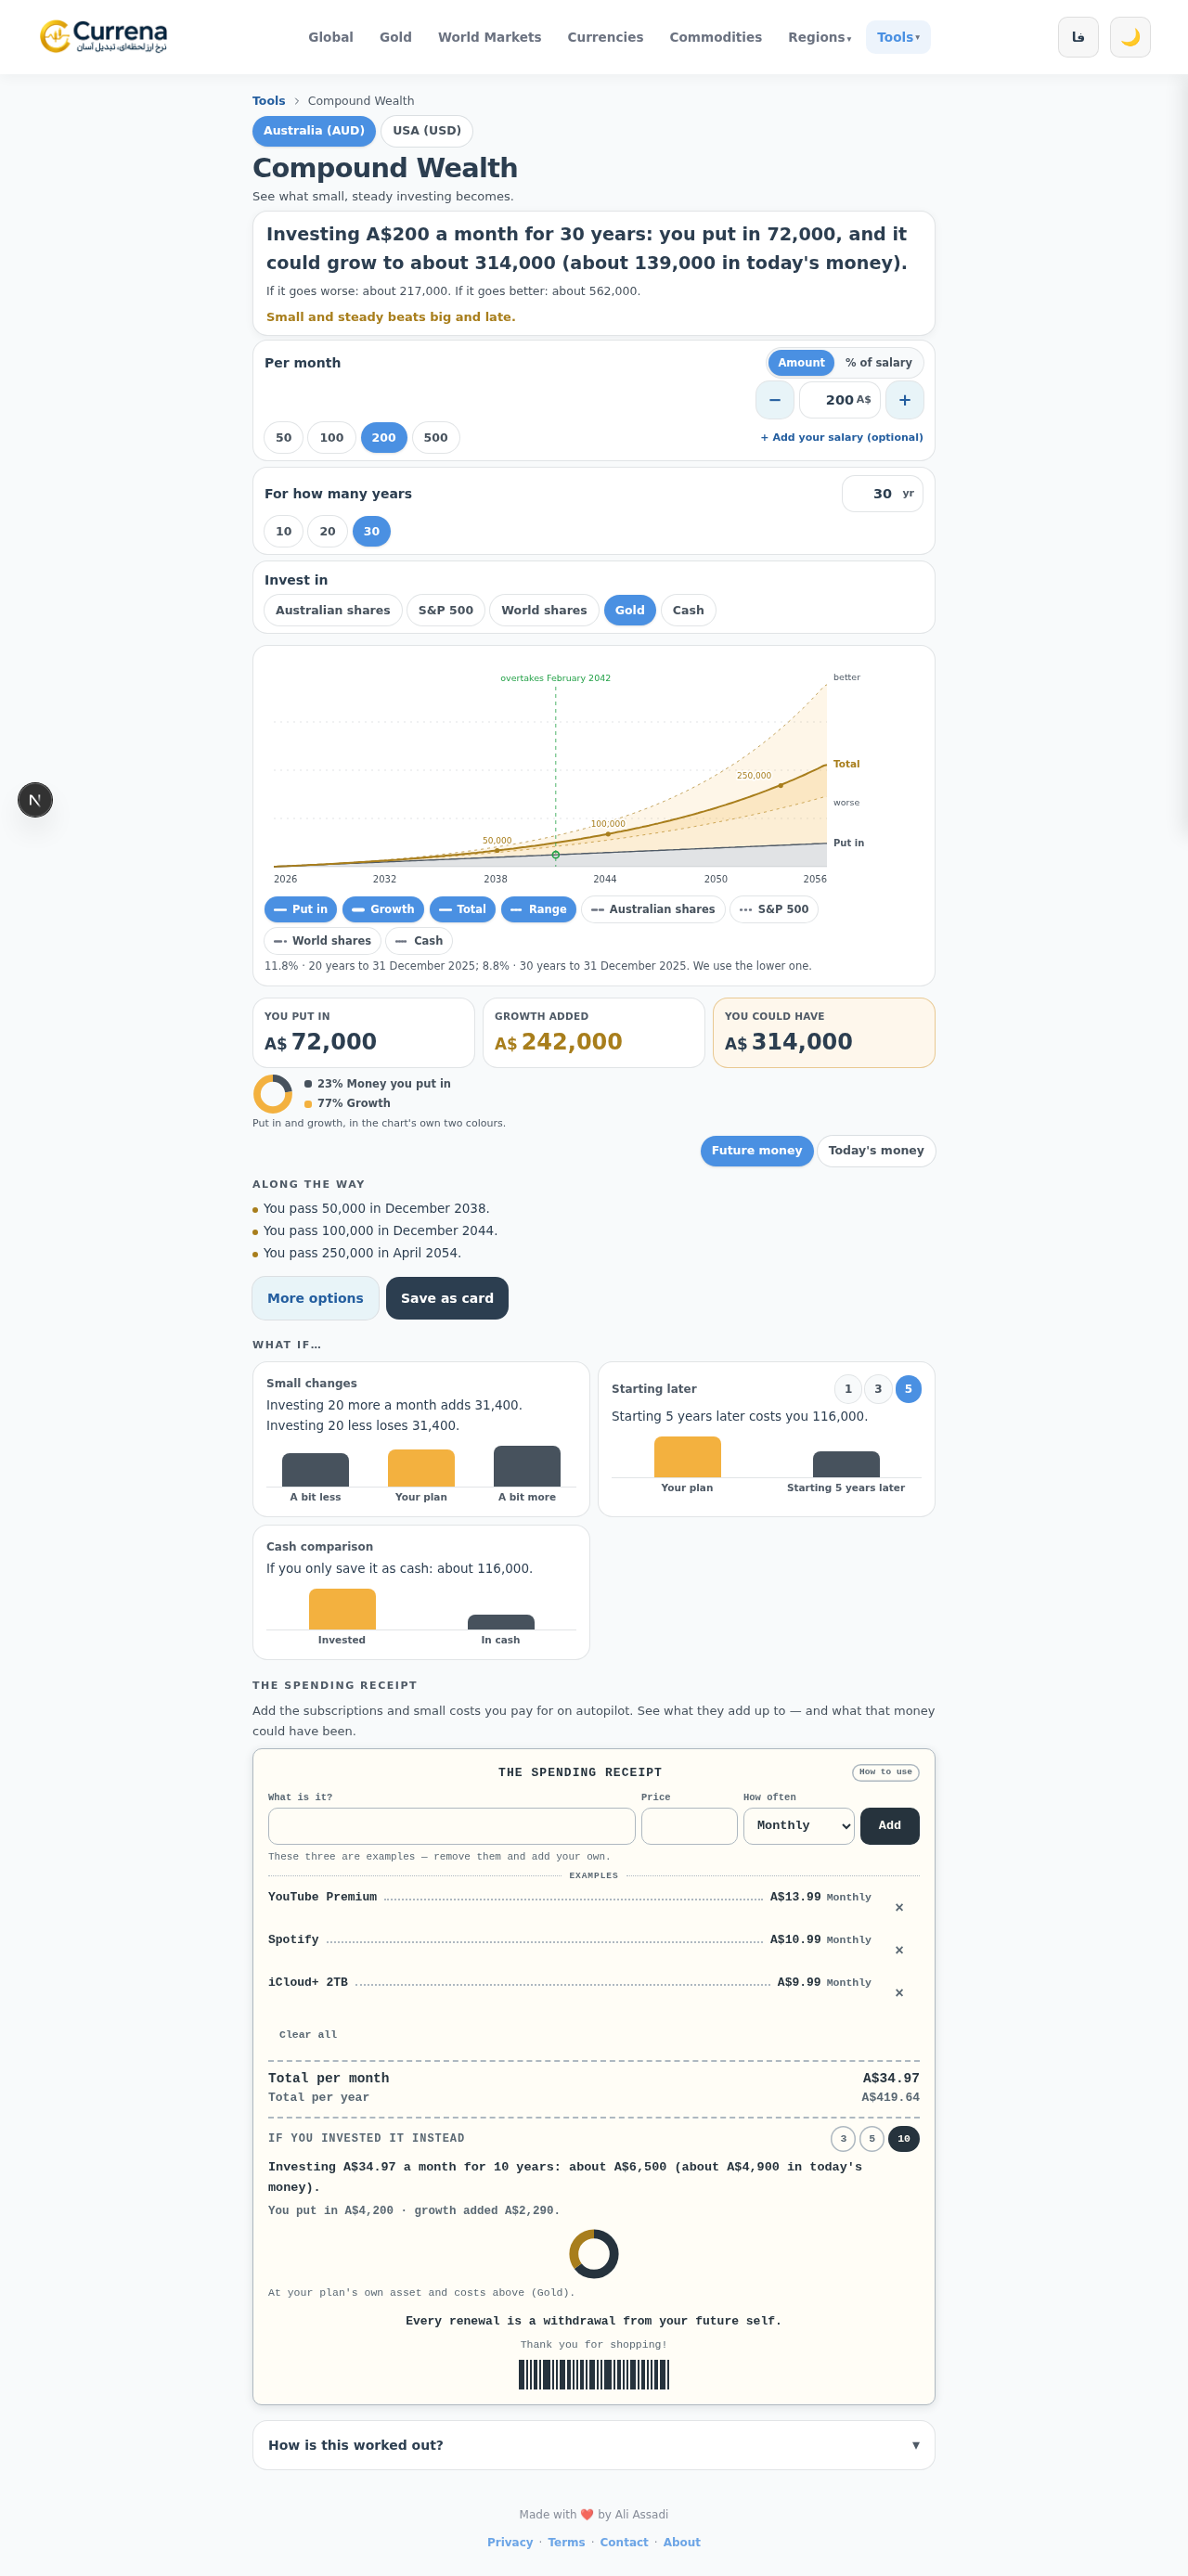 Currena
نرخ ارز لحظه‌ای، تبدیل آسان
Global
Gold
World Markets
Currencies
Commodities
Regions ▾
Tools ▾
فا
Tools › Compound Wealth
Australia (AUD)
USA (USD)
Compound Wealth
See what small, steady investing becomes.
Investing A$200 a month for 30 years: you put in 72,000, and it
could grow to about 314,000 (about 139,000 in today's money).
If it goes worse: about 217,000. If it goes better: about 562,000.
Small and steady beats big and late.
Per month
Amount
% of salary
−
200 A$
+
50
100
200
500
+ Add your salary (optional)
For how many years
30 yr
10
20
30
Invest in
Australian shares
S&P 500
World shares
Gold
Cash
overtakes February 2042
better
250,000
Total
worse
100,000
50,000
Put in
2026
2032
2038
2044
2050
2056
Put in
Growth
Total
Range
Australian shares
S&P 500
World shares
Cash
11.8% · 20 years to 31 December 2025; 8.8% · 30 years to 31 December 2025. We use the lower one.
YOU PUT IN
A$ 72,000
GROWTH ADDED
A$ 242,000
YOU COULD HAVE
A$ 314,000
23% Money you put in
77% Growth
Put in and growth, in the chart's own two colours.
Future money
Today's money
ALONG THE WAY
You pass 50,000 in December 2038.
You pass 100,000 in December 2044.
You pass 250,000 in April 2054.
More options
Save as card
WHAT IF…
Small changes
Investing 20 more a month adds 31,400.
Investing 20 less loses 31,400.
A bit less
Your plan
A bit more
Starting later
1
3
5
Starting 5 years later costs you 116,000.
Your plan
Starting 5 years later
Cash comparison
If you only save it as cash: about 116,000.
Invested
In cash
THE SPENDING RECEIPT
Add the subscriptions and small costs you pay for on autopilot. See what they add up to — and what that money
could have been.
THE SPENDING RECEIPT
How to use
What is it?
Price
How often
Monthly
Add
These three are examples — remove them and add your own.
EXAMPLES
YouTube Premium A$13.99 Monthly ×
Spotify A$10.99 Monthly ×
iCloud+ 2TB A$9.99 Monthly ×
Clear all
Total per month A$34.97
Total per year A$419.64
IF YOU INVESTED IT INSTEAD
3
5
10
Investing A$34.97 a month for 10 years: about A$6,500 (about A$4,900 in today's
money).
You put in A$4,200 · growth added A$2,290.
At your plan's own asset and costs above (Gold).
Every renewal is a withdrawal from your future self.
Thank you for shopping!
How is this worked out? ▾
Made with ❤️ by Ali Assadi
Privacy · Terms · Contact · About